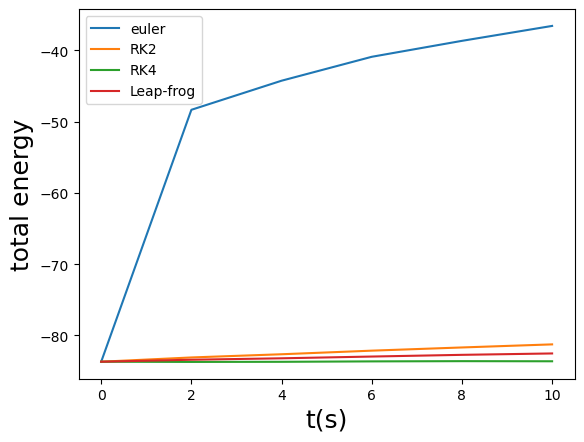 euler
RK2
RK4
Leap-frog
−40
−50
−60
−70
−80
total energy
0 2 4 6 8 10
t(s)